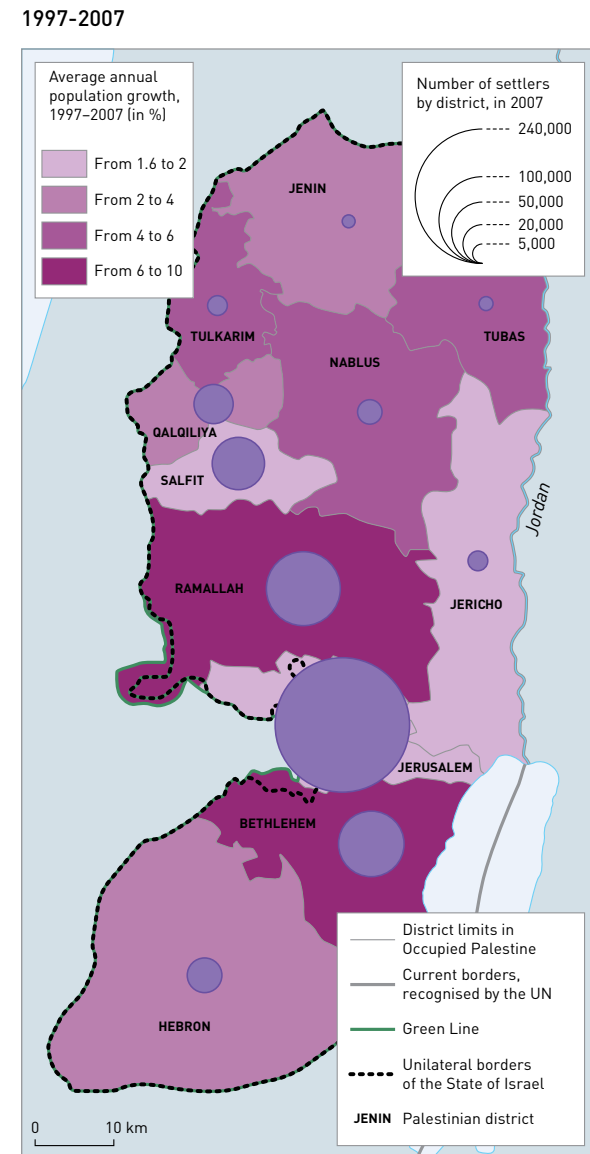 1997-2007
Average annual
population growth,
1997–2007 (in %)
From 1.6 to 2
From 2 to 4
From 4 to 6
From 6 to 10
Number of settlers
by district, in 2007
240,000
100,000
50,000
20,000
5,000
JENIN
TULKARIM
TUBAS
NABLUS
QALQILIYA
SALFIT
Jordan
RAMALLAH
JERICHO
JERUSALEM
BETHLEHEM
HEBRON
District limits in
Occupied Palestine
Current borders,
recognised by the UN
Green Line
Unilateral borders
of the State of Israel
JENIN Palestinian district
0 10 km